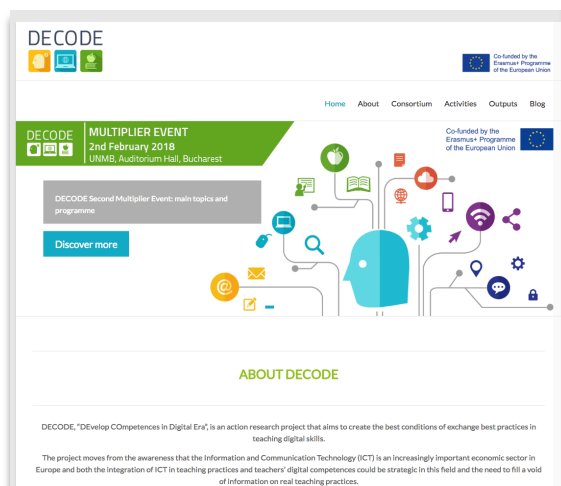 DECODE
Co-funded by the
Erasmus+ Programme
of the European Union
Home About Consortium Activities Outputs Blog
DECODE
MULTIPLIER EVENT
2nd February 2018
UNMB, Auditorium Hall, Bucharest
Co-funded by the
Erasmus+ Programme
of the European Union
DECODE Second Multiplier Event: main topics and
programme
Discover more
@
ABOUT DECODE
DECODE, “DEvelop COmpetences in Digital Era”, is an action research project that aims to create the best conditions of exchange best practices in
teaching digital skills.
The project moves from the awareness that the Information and Communication Technology (ICT) is an increasingly important economic sector in
Europe and both the integration of ICT in teaching practices and teachers’ digital competences could be strategic in this field and the need to fill a void
of information on real teaching practices.